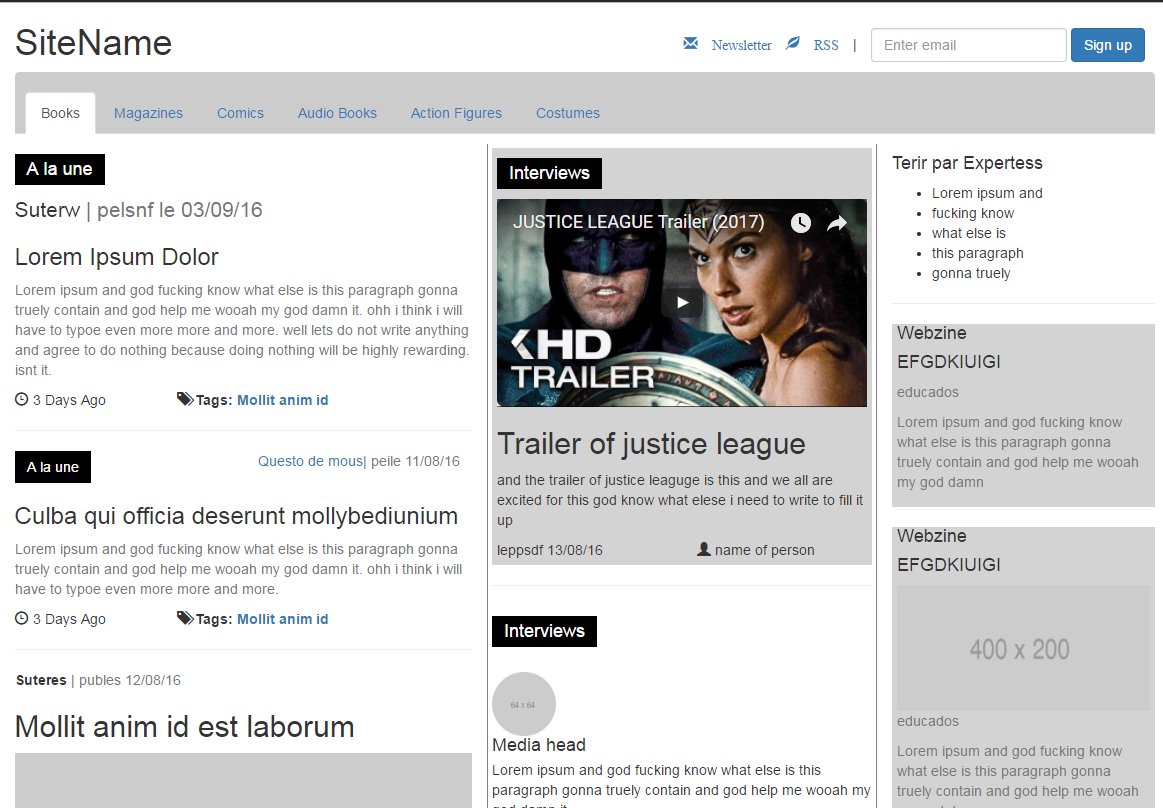 SiteName
Newsletter RSS | Enter email Sign up
Books Magazines Comics Audio Books Action Figures Costumes
A la une
Suterw | pelsnf le 03/09/16
Lorem Ipsum Dolor
Lorem ipsum and god fucking know what else is this paragraph gonna
truely contain and god help me wooah my god damn it. ohh i think i will
have to typoe even more more and more. well lets do not write anything
and agree to do nothing because doing nothing will be highly rewarding.
isnt it.
3 Days Ago Tags: Mollit anim id
A la une
Questo de mous| peile 11/08/16
Culba qui officia deserunt mollybediunium
Lorem ipsum and god fucking know what else is this paragraph gonna
truely contain and god help me wooah my god damn it. ohh i think i will
have to typoe even more more and more.
3 Days Ago Tags: Mollit anim id
Suteres | publes 12/08/16
Mollit anim id est laborum
Interviews
JUSTICE LEAGUE Trailer (2017)
HD
TRAILER
Trailer of justice league
and the trailer of justice leaguge is this and we all are
excited for this god know what elese i need to write to fill it
up
leppsdf 13/08/16 name of person
Interviews
64 x 64
Media head
Lorem ipsum and god fucking know what else is this
paragraph gonna truely contain and god help me wooah my
god damn it.
Terir par Expertess
Lorem ipsum and
fucking know
what else is
this paragraph
gonna truely
Webzine
EFGDKIUIGI
educados
Lorem ipsum and god fucking know
what else is this paragraph gonna
truely contain and god help me wooah
my god damn
Webzine
EFGDKIUIGI
400 x 200
educados
Lorem ipsum and god fucking know
what else is this paragraph gonna
truely contain and god help me wooah